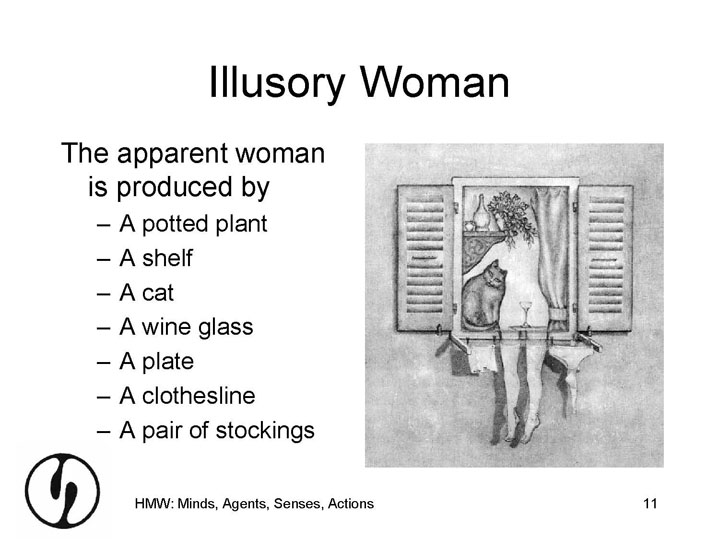 Illusory Woman
The apparent woman
is produced by
– A potted plant
– A shelf
– A cat
– A wine glass
– A plate
– A clothesline
– A pair of stockings
HMW: Minds, Agents, Senses, Actions
11